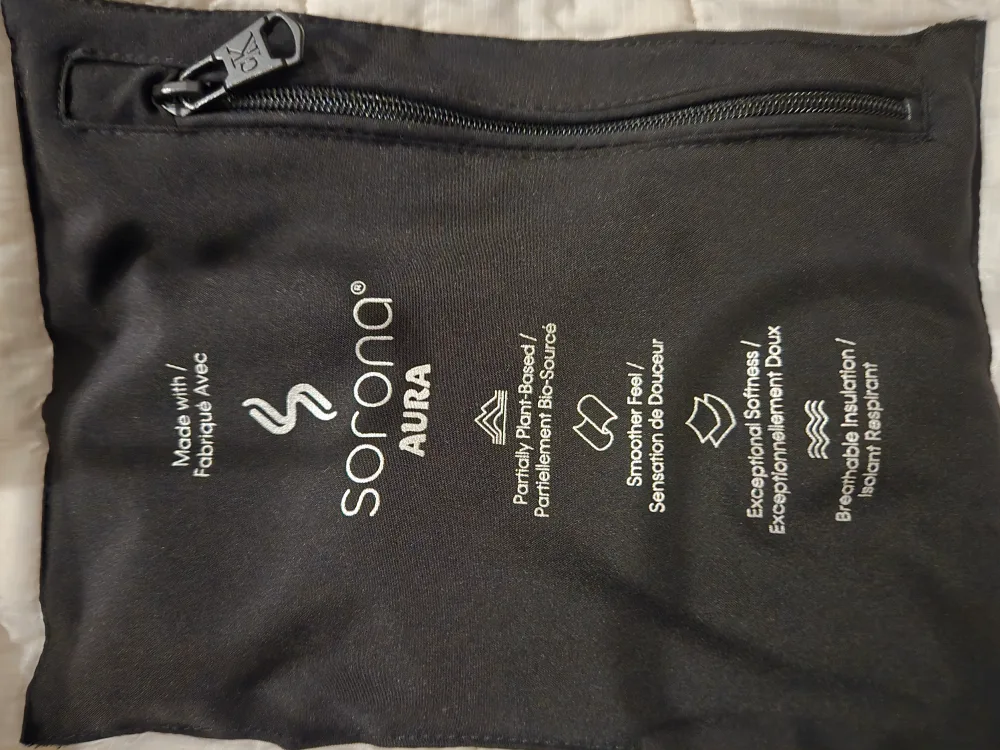 CK
Made with /
Fabriqué Avec
sorona®
AURA
Partially Plant-Based /
Partiellement Bio-Sourcé
Smoother Feel /
Sensation de Douceur
Exceptional Softness /
Exceptionnellement Doux
Breathable Insulation /
Isolant Respirant